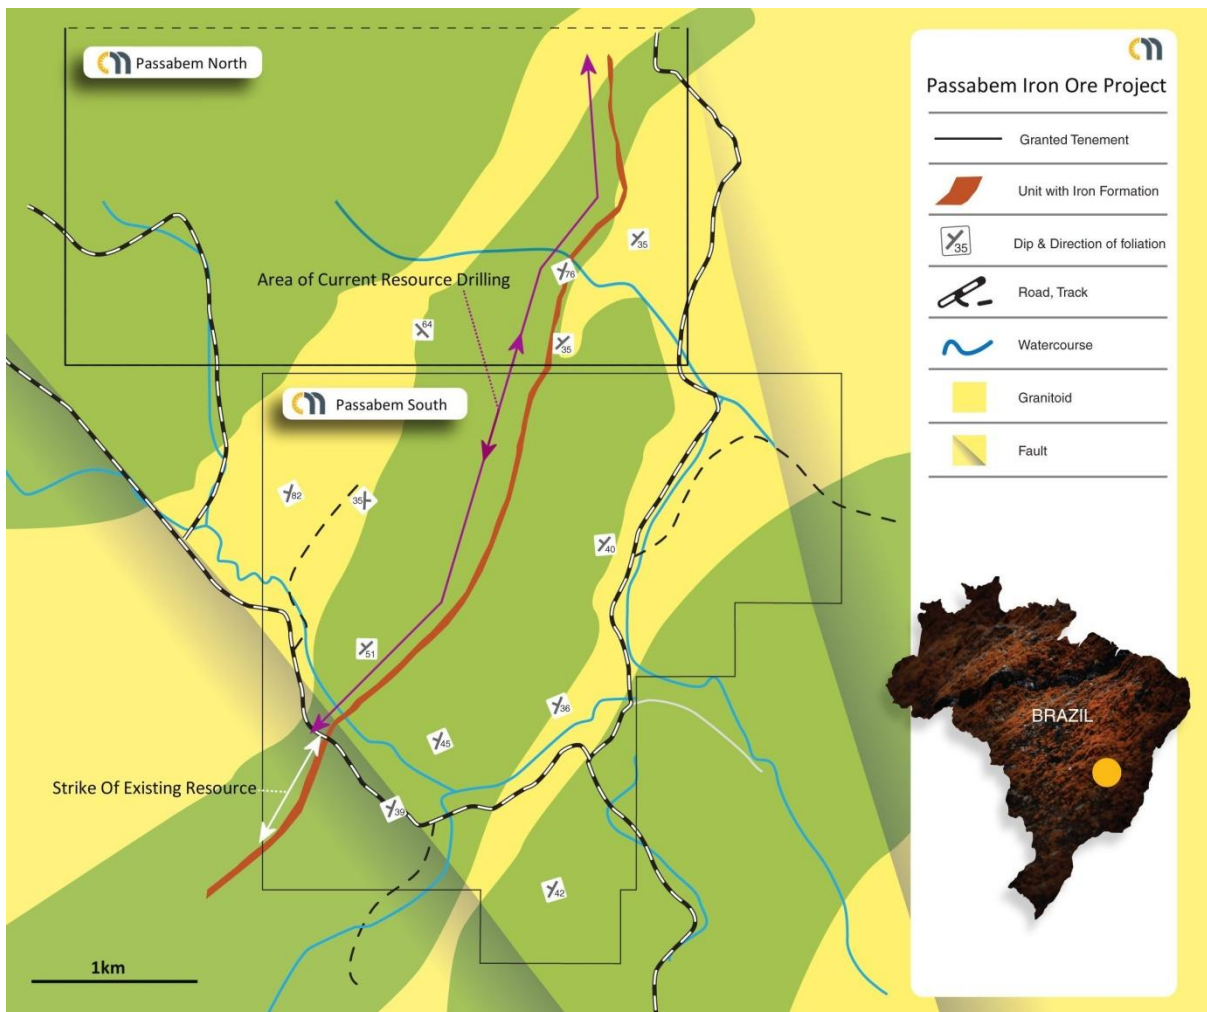 Passabem North
Passabem Iron Ore Project
Granted Tenement
Unit with Iron Formation
35
Dip & Direction of foliation
Road, Track
Watercourse
Granitoid
Fault
35
76
Area of Current Resource Drilling
64
35
Passabem South
82
35
40
51
36
45
Strike Of Existing Resource
39
42
1km
BRAZIL